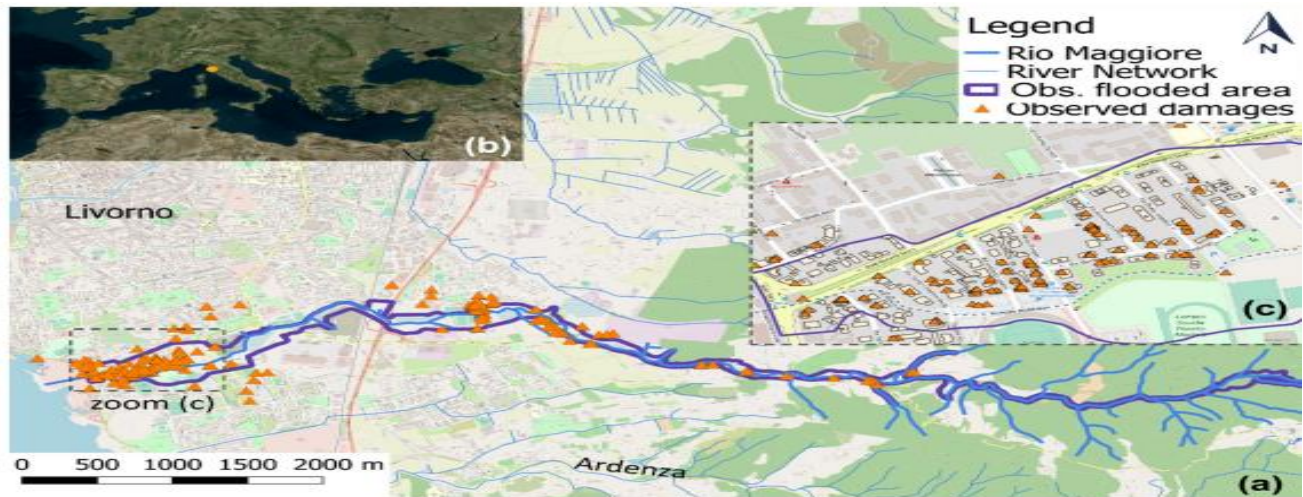 Legend
N
Rio Maggiore
River Network
Obs. flooded area
Observed damages
(b)
Livorno
(c)
zoom (c)
0 500 1000 1500 2000 m
Ardenza
(a)